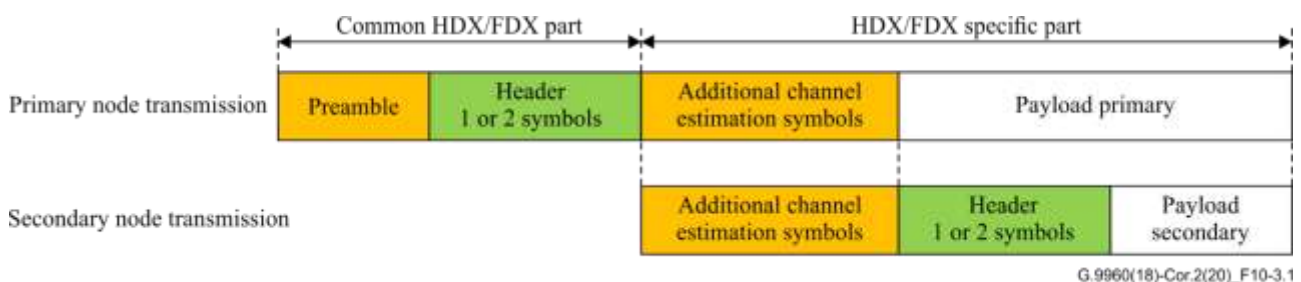 Common HDX/FDX part
HDX/FDX specific part
Primary node transmission
Preamble
Header
1 or 2 symbols
Additional channel
estimation symbols
Payload primary
Secondary node transmission
Additional channel
estimation symbols
Header
1 or 2 symbols
Payload
secondary
G.9960(18)-Cor.2(20)_F10-3.1